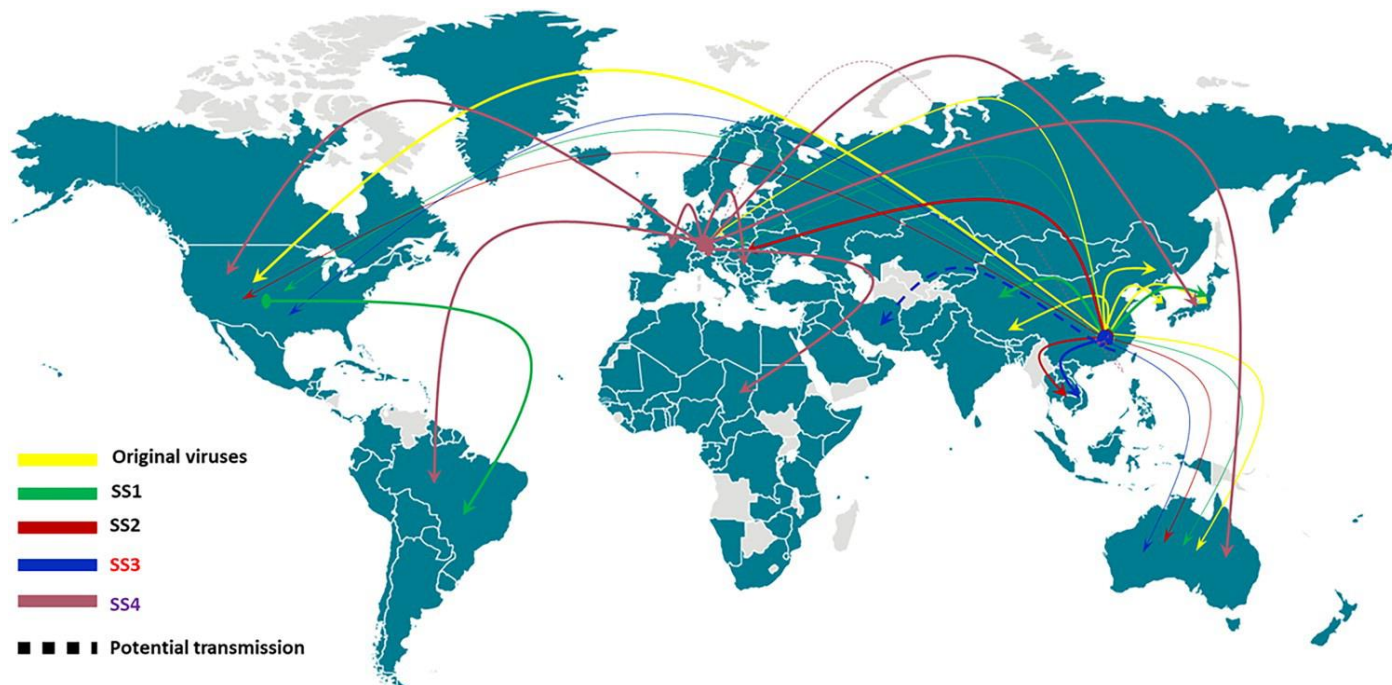 Original viruses
SS1
SS2
SS3
SS4
Potential transmission